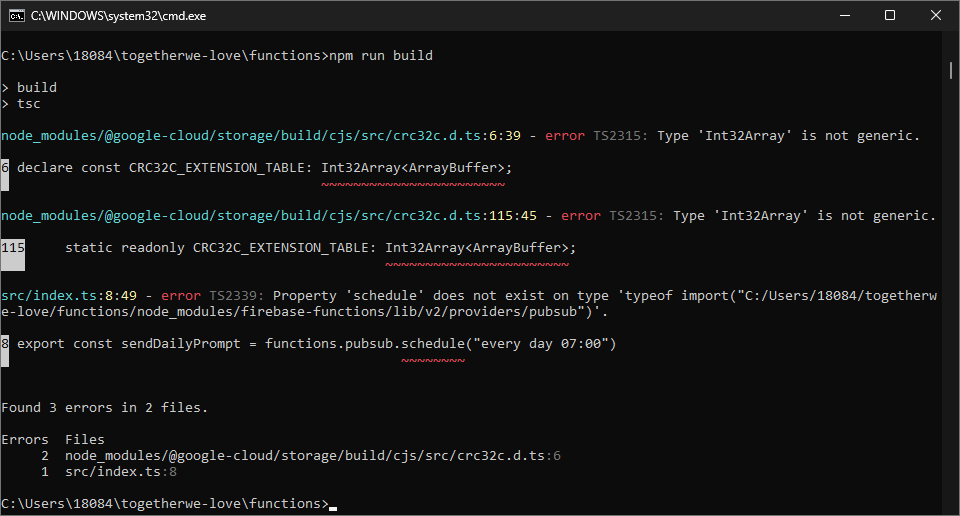 C:\WINDOWS\system32\cmd.exe
C:\Users\18084\togetherwe-love\functions>npm run build
> build
> tsc
node_modules/@google-cloud/storage/build/cjs/src/crc32c.d.ts:6:39 - error TS2315: Type 'Int32Array' is not generic.
6 declare const CRC32C_EXTENSION_TABLE: Int32Array<ArrayBuffer>;
~~~~~~~~~~~~~~~~~~~~~~~
node_modules/@google-cloud/storage/build/cjs/src/crc32c.d.ts:115:45 - error TS2315: Type 'Int32Array' is not generic.
115     static readonly CRC32C_EXTENSION_TABLE: Int32Array<ArrayBuffer>;
~~~~~~~~~~~~~~~~~~~~~~~
src/index.ts:8:49 - error TS2339: Property 'schedule' does not exist on type 'typeof import("C:/Users/18084/togetherw
e-love/functions/node_modules/firebase-functions/lib/v2/providers/pubsub")'.
8 export const sendDailyPrompt = functions.pubsub.schedule("every day 07:00")
~~~~~~~~
Found 3 errors in 2 files.
Errors  Files
     2  node_modules/@google-cloud/storage/build/cjs/src/crc32c.d.ts:6
     1  src/index.ts:8
C:\Users\18084\togetherwe-love\functions>